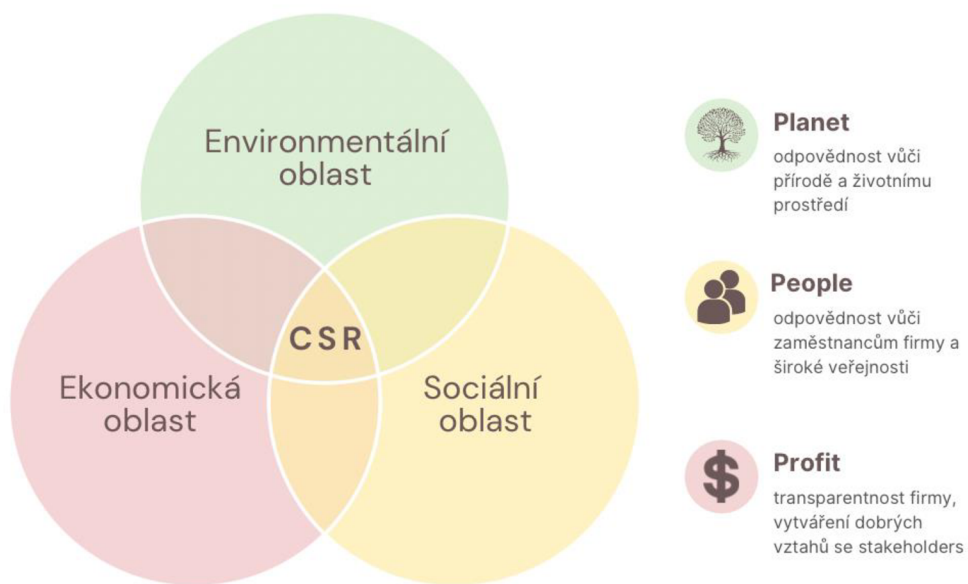 Environmentální
oblast
CSR
Ekonomická
oblast
Sociální
oblast
Planet
odpovědnost vůči
přírodě a životnímu
prostředí
People
odpovědnost vůči
zaměstnancům firmy a
široké veřejnosti
$
Profit
transparentnost firmy,
vytváření dobrých
vztahů se stakeholders